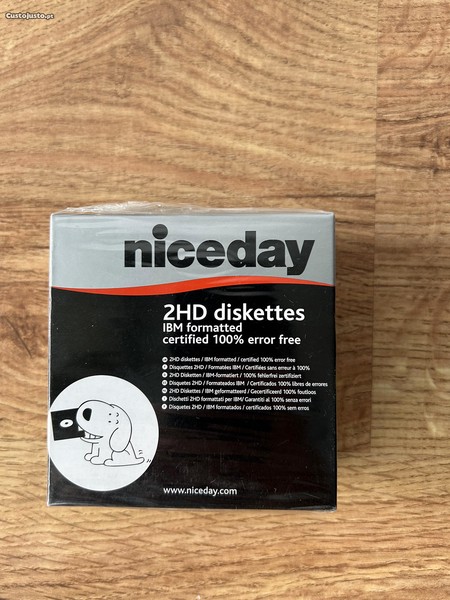 CustoJusto.pt
niceday
2HD diskettes
IBM formatted
certified 100% error free
2HD diskettes / IBM formatted / certified 100% error free
Disquettes 2HD / Formatées IBM / Certifiées sans erreur à 100%
2HD Disketten / IBM-formatiert / 100% fehlerfrei zertifiziert
Disquetes 2HD / Formateados IBM / Certificados 100% libres de errores
2HD Diskettes / IBM geformatteerd / Gecertificeerd 100% foutloos
Dischetti 2HD formattati per IBM/ Garantiti al 100% senza errori
Disquetes 2HD / IBM formatados / certificados 100% sem erros
www.niceday.com